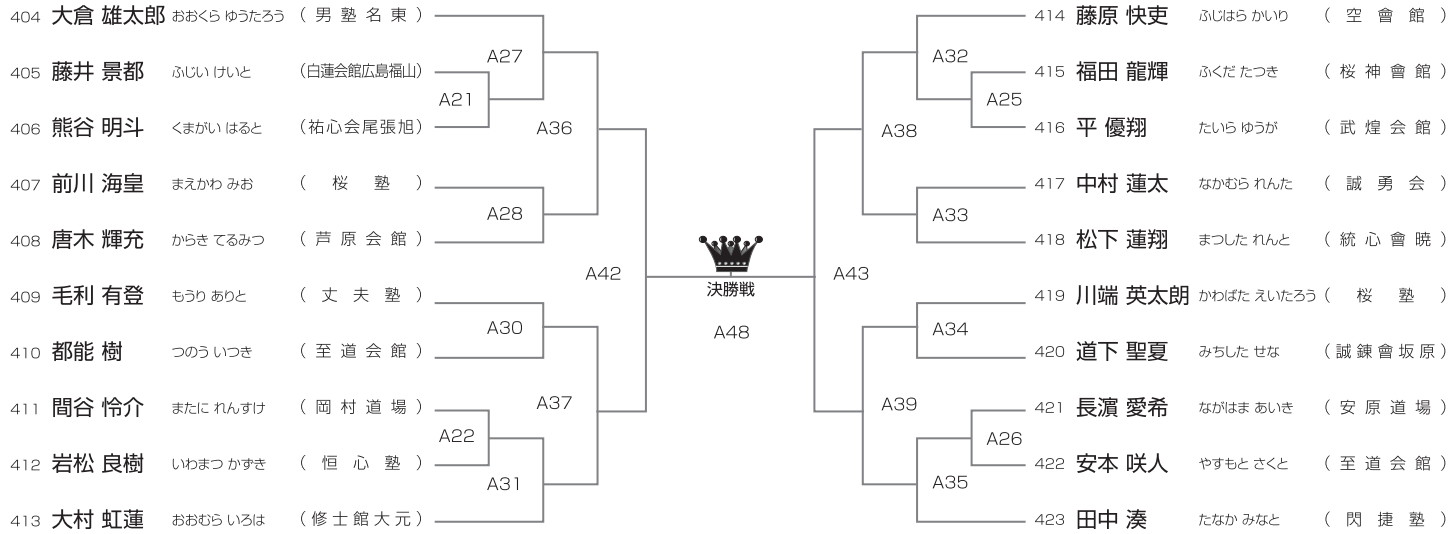 404 大倉 雄太郎 おおくら ゆうたろう (男塾名東)
405 藤井 景都 ふじい けいと (白蓮会館広島福山)
406 熊谷 明斗 くまがい はると (祐心会尾張旭)
407 前川 海皇 まえかわ みお (桜塾)
408 唐木 輝充 からき てるみつ (芦原会館)
409 毛利 有登 もうり ありと (丈夫塾)
410 都能 樹 つのう いつき (至道会館)
411 間谷 怜介 またに れんすけ (岡村道場)
412 岩松 良樹 いわまつ かずき (恒心塾)
413 大村 虹蓮 おおむら いろは (修士館大元)
A27
A21
A36
A28
A42
A30
A37
A22
A31
決勝戦
A48
A32
A25
A38
A33
A43
A34
A39
A26
A35
414 藤原 快吏 ふじはら かいり (空會館)
415 福田 龍輝 ふくだ たつき (桜神會館)
416 平 優翔 たいら ゆうが (武煌会館)
417 中村 蓮太 なかむら れんた (誠勇会)
418 松下 蓮翔 まつした れんと (統心會暁)
419 川端 英太朗 かわばた えいたろう (桜塾)
420 道下 聖夏 みちした せな (誠錬會坂原)
421 長濱 愛希 ながはま あいき (安原道場)
422 安本 咲人 やすもと さくと (至道会館)
423 田中 湊 たなか みなと (閃捷塾)